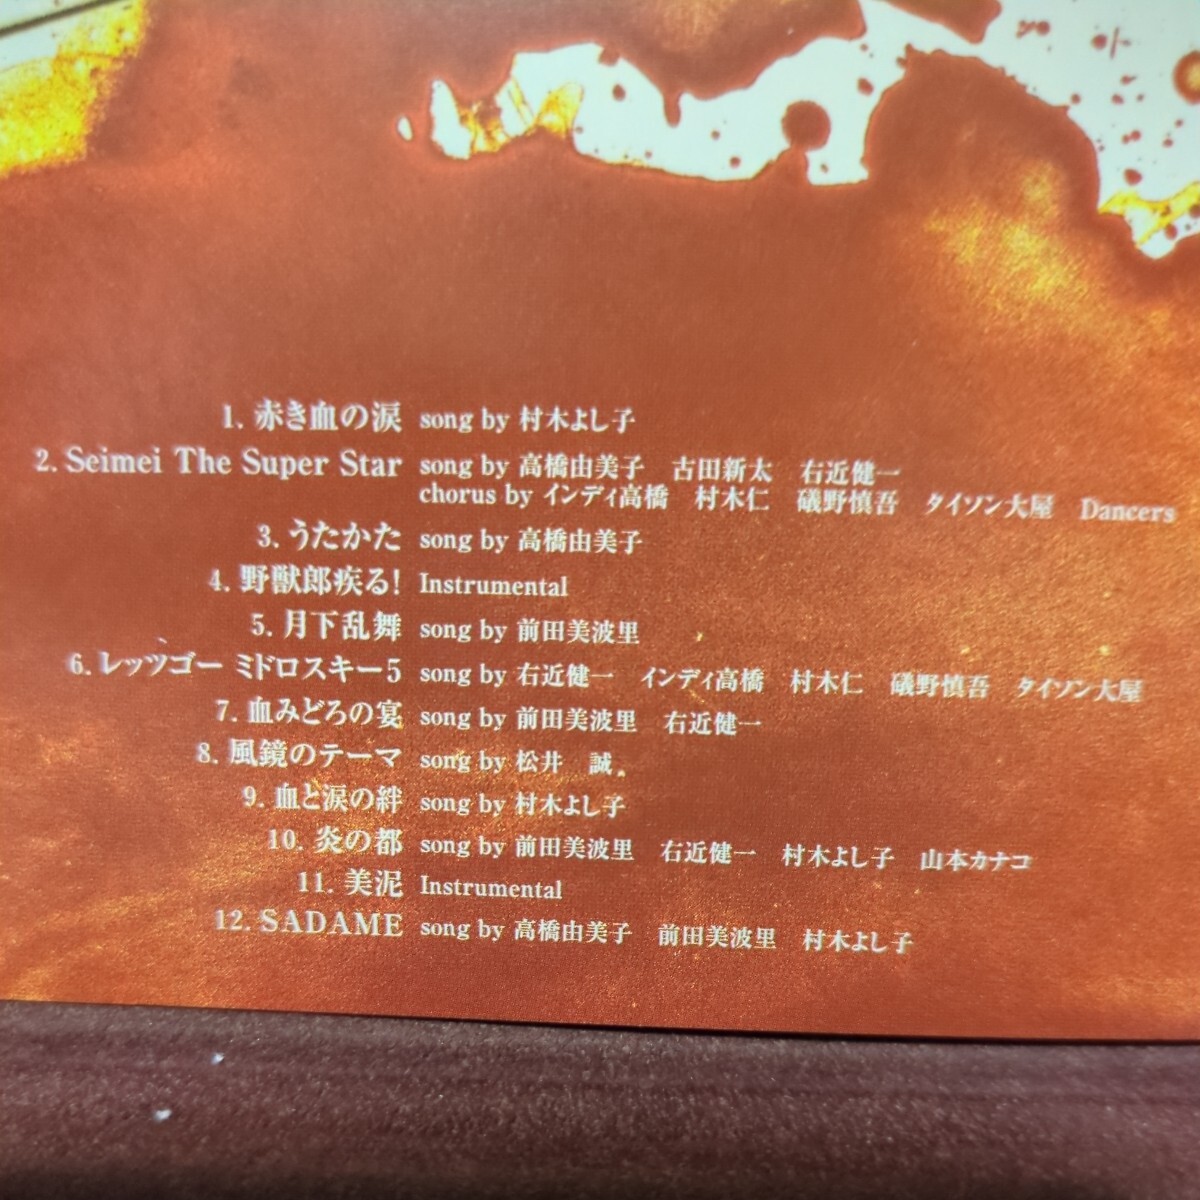 1. 赤き血の涙 song by 村木よし子
2. Seimei The Super Star song by 高橋由美子 古田新太 右近健一
chorus by インディ高橋 村木仁 礒野慎吾 タイソン大屋 Dancers
3. うたかた song by 高橋由美子
4. 野獣郎疾る! Instrumental
5. 月下乱舞 song by 前田美波里
6. レッツゴー ミドロスキー5 song by 右近健一 インディ高橋 村木仁 礒野慎吾 タイソン大屋
7. 血みどろの宴 song by 前田美波里 右近健一
8. 風鏡のテーマ song by 松井 誠
9. 血と涙の絆 song by 村木よし子
10. 炎の都 song by 前田美波里 右近健一 村木よし子 山本カナコ
11. 美泥 Instrumental
12. SADAME song by 高橋由美子 前田美波里 村木よし子